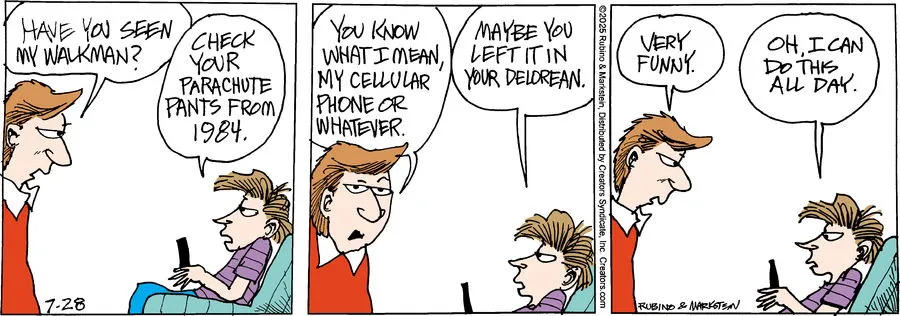 HAVE YOU SEEN
MY WALKMAN?
CHECK
YOUR
PARACHUTE
PANTS FROM
1984.
7-28
YOU KNOW
WHAT I MEAN,
MY CELLULAR
PHONE OR
WHATEVER.
MAYBE YOU
LEFT IT IN
YOUR DELOREAN.
©2025 Rubino & Markstein, Distributed by Creators Syndicate, Inc Creators.com
VERY
FUNNY.
OH, I CAN
DO THIS
ALL DAY.
RUBINO & MARKSTEIN